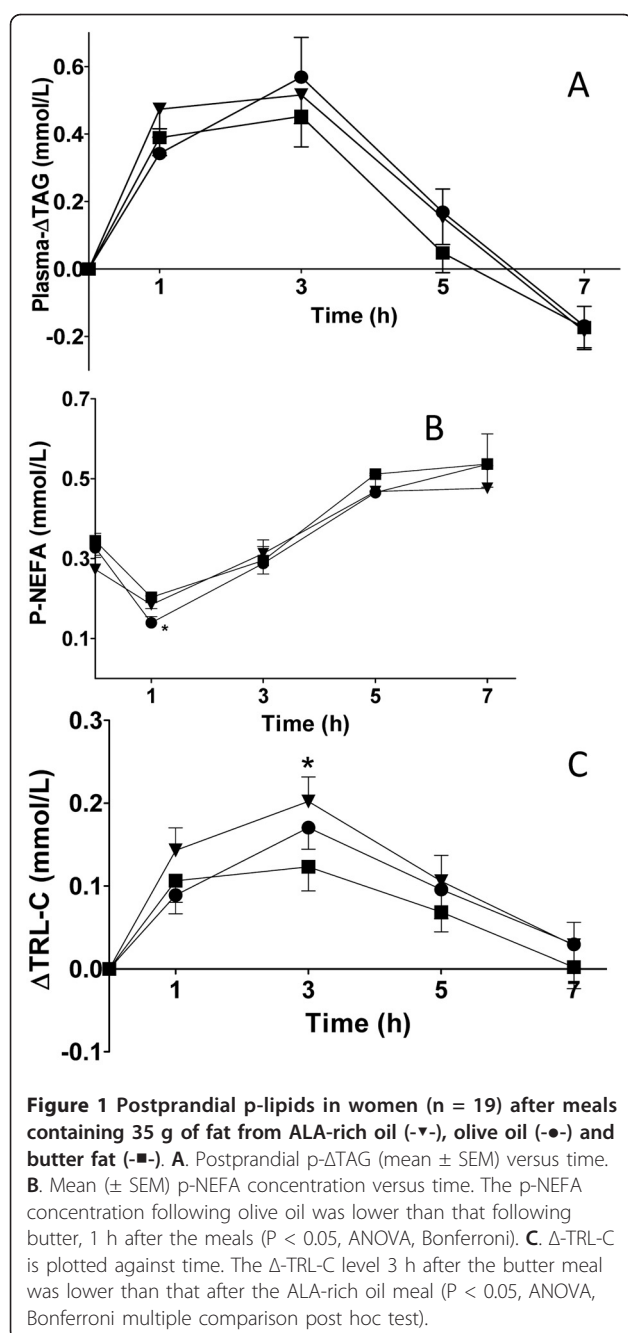 A
Plasma-ΔTAG (mmol/L)
0.6
0.4
0.2
0.0
-0.2
1 3 5 7
Time (h)
B
P-NEFA (mmol/L)
0.7
0.5
0.3
0.1
*
1 3 5 7
Time (h)
C
ΔTRL-C (mmol/L)
0.3
0.2
0.1
0.0
-0.1
*
1 3 5 7
Time (h)
Figure 1 Postprandial p-lipids in women (n = 19) after meals
containing 35 g of fat from ALA-rich oil (-▼-), olive oil (-●-) and
butter fat (-■-). A. Postprandial p-ΔTAG (mean ± SEM) versus time.
B. Mean (± SEM) p-NEFA concentration versus time. The p-NEFA
concentration following olive oil was lower than that following
butter, 1 h after the meals (P < 0.05, ANOVA, Bonferroni). C. Δ-TRL-C
is plotted against time. The Δ-TRL-C level 3 h after the butter meal
was lower than that after the ALA-rich oil meal (P < 0.05, ANOVA,
Bonferroni multiple comparison post hoc test).